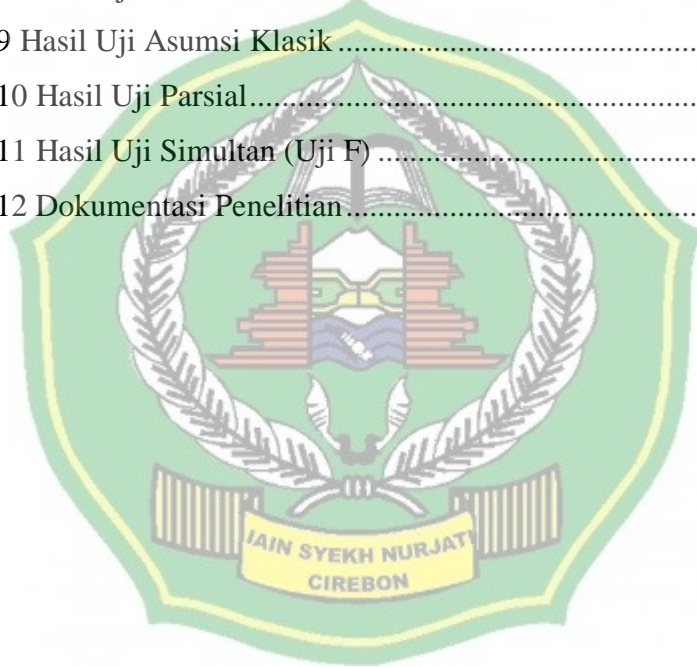 9 Hasil Uji Asumsi Klasik ..........................................
10 Hasil Uji Parsial.....................................................
11 Hasil Uji Simultan (Uji F) .....................................
12 Dokumentasi Penelitian..........................................
IAIN SYEKH NURJATI
CIREBON